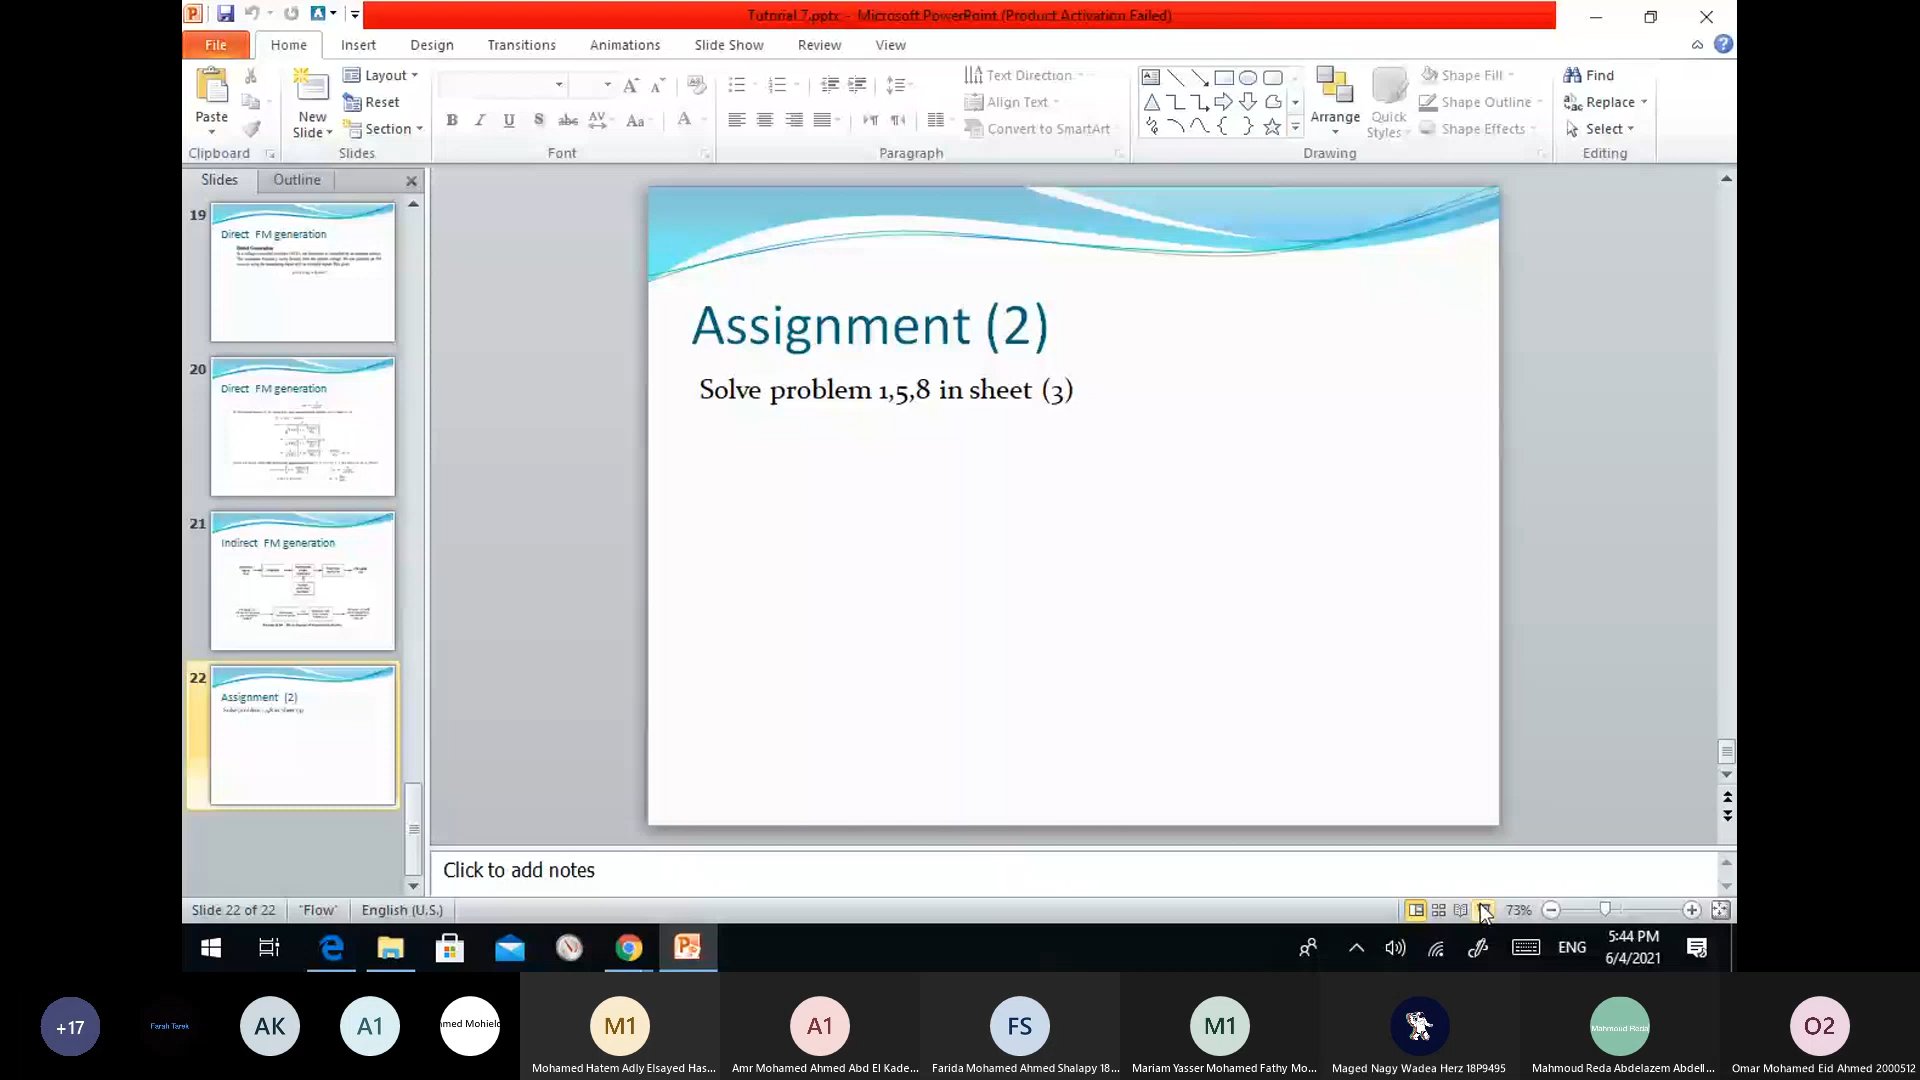 Tutorial 7.pptx - Microsoft PowerPoint (Product Activation Failed)
File Home Insert Design Transitions Animations Slide Show Review View
Paste
Clipboard
New Slide
Layout
Reset
Section
Slides
Font
Text Direction
Align Text
Convert to SmartArt
Paragraph
Arrange
Quick Styles
Shape Fill
Shape Outline
Shape Effects
Drawing
Find
Replace
Select
Editing
Slides Outline
19
Direct FM generation
20
Direct FM generation
21
Indirect FM generation
22
Assignment (2)
Assignment (2)
Solve problem 1,5,8 in sheet (3)
Click to add notes
Slide 22 of 22 "Flow" English (U.S.) 73%
ENG
5:44 PM
6/4/2021
+17
Farah Tarek
AK
A1
M1
A1
FS
M1
Mahmoud Reda
O2
Mohamed Hatem Adly Elsayed Has...
Amr Mohamed Ahmed Abd El Kade...
Farida Mohamed Ahmed Shalapy 18...
Mariam Yasser Mohamed Fathy Mo...
Maged Nagy Wadea Herz 18P9495
Mahmoud Reda Abdelazem Abdell...
Omar Mohamed Eid Ahmed 2000512